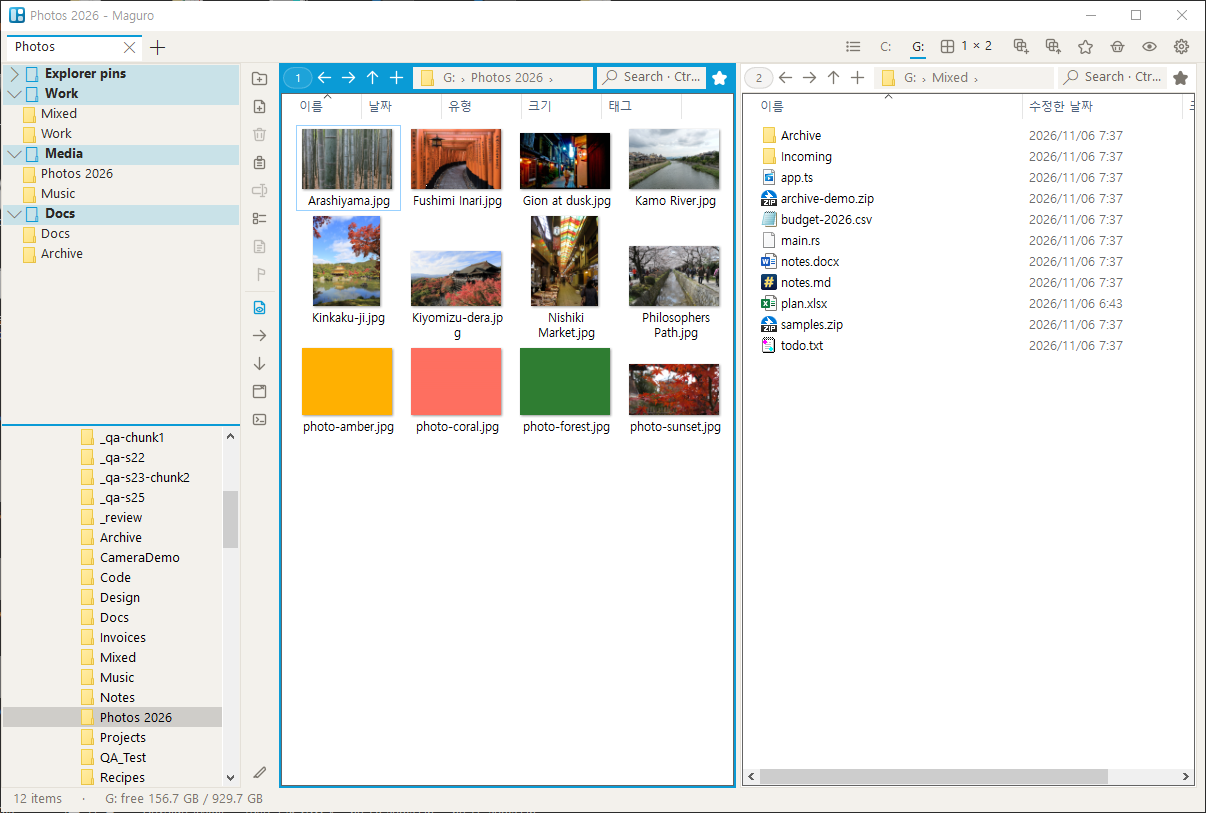 Photos 2026 - Maguro
Photos
C: G: 1 × 2
Explorer pins
Work
Mixed
Work
Media
Photos 2026
Music
Docs
Docs
Archive
_qa-chunk1
_qa-s22
_qa-s23-chunk2
_qa-s25
_review
Archive
CameraDemo
Code
Design
Docs
Invoices
Mixed
Music
Notes
Photos 2026
Projects
QA_Test
Recipes
1 G: › Photos 2026 › Search · Ctr...
이름 날짜 유형 크기 태그
Arashiyama.jpg Fushimi Inari.jpg Gion at dusk.jpg Kamo River.jpg
Kinkaku-ji.jpg Kiyomizu-dera.jp
g Nishiki
Market.jpg Philosophers
Path.jpg
photo-amber.jpg photo-coral.jpg photo-forest.jpg photo-sunset.jpg
2 G: › Mixed › Search · Ctr...
이름 수정한 날짜
Archive 2026/11/06 7:37
Incoming 2026/11/06 7:37
app.ts 2026/11/06 7:37
archive-demo.zip 2026/11/06 7:37
budget-2026.csv 2026/11/06 7:37
main.rs 2026/11/06 7:37
notes.docx 2026/11/06 7:37
notes.md 2026/11/06 7:37
plan.xlsx 2026/11/06 6:43
samples.zip 2026/11/06 7:37
todo.txt 2026/11/06 7:37
12 items · G: free 156.7 GB / 929.7 GB